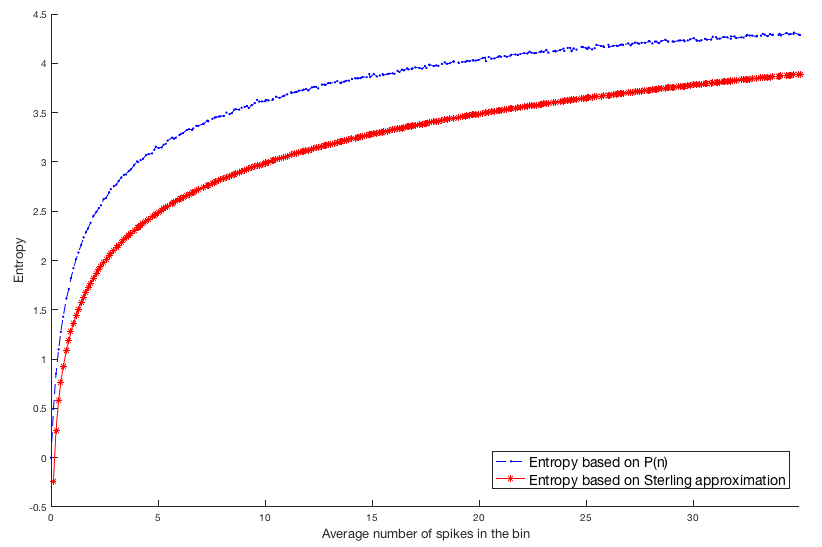 4.5
4
3.5
3
2.5
2
1.5
1
0.5
0
-0.5
Entropy
0 5 10 15 20 25 30
Average number of spikes in the bin
Entropy based on P(n)
Entropy based on Sterling approximation